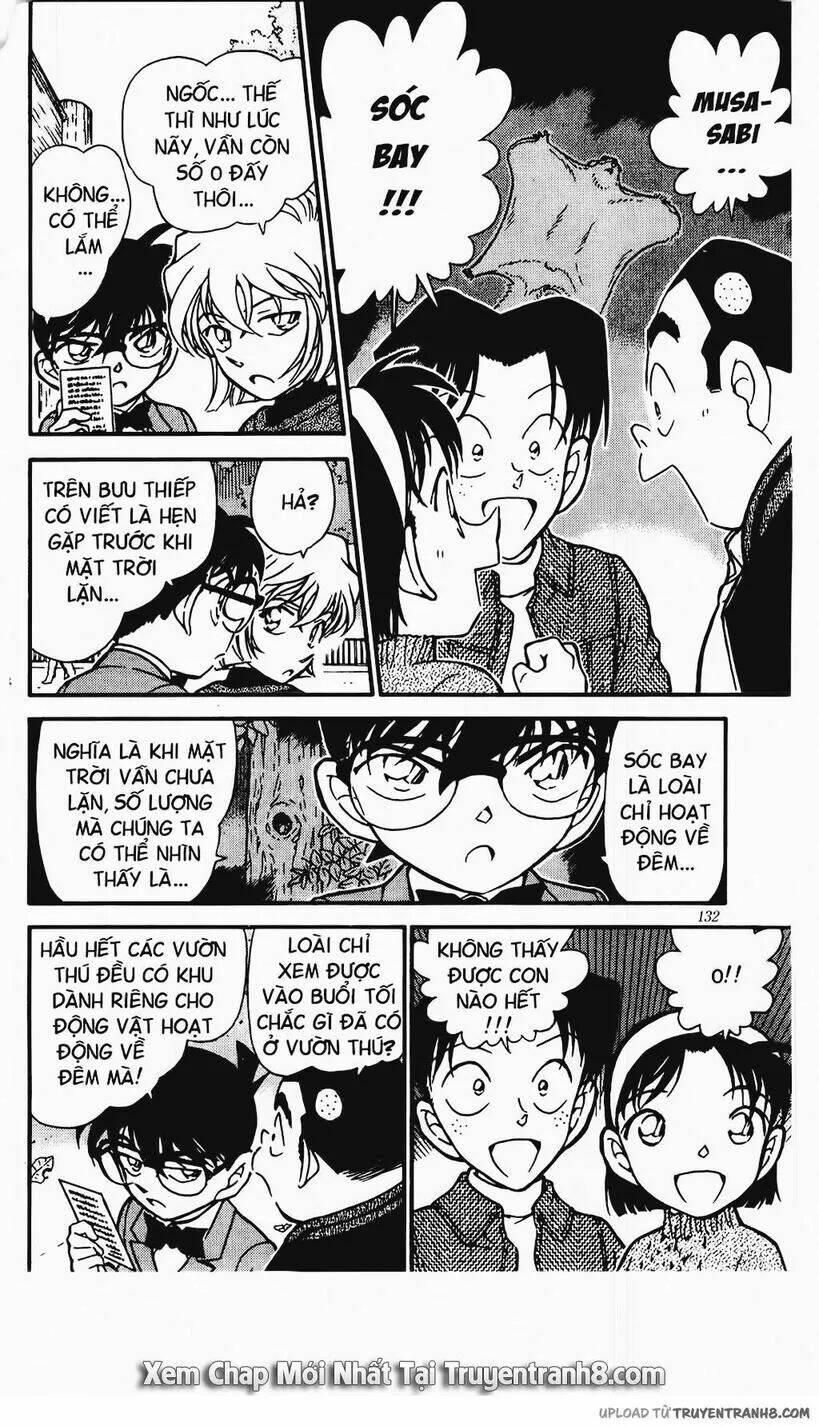 NGỐC... THẾ
THÌ NHƯ LÚC
NÃY, VẪN CÒN
SỐ 0 ĐẤY
THÔI...
KHÔNG...
CÓ THỂ
LẮM
...
MUSA-
SABI
...
SÓC
BAY
!!!
TRÊN BƯU THIẾP
CÓ VIẾT LÀ HẸN
GẶP TRƯỚC KHI
MẶT TRỜI
LẶN...
HẢ?
SÓC BAY
LÀ LOÀI
CHỈ HOẠT
ĐỘNG VỀ
ĐÊM...
NGHĨA LÀ KHI MẶT
TRỜI VẪN CHƯA
LẶN, SỐ LƯỢNG
MÀ CHÚNG TA
CÓ THỂ NHÌN
THẤY LÀ...
132
0!!
KHÔNG THẤY
ĐƯỢC CON
NÀO HẾT
!!!
LOÀI CHỈ
XEM ĐƯỢC
VÀO BUỔI TỐI
CHẮC GÌ ĐÃ CÓ
Ở VƯỜN THÚ?
HẦU HẾT CÁC VƯỜN
THÚ ĐỀU CÓ KHU
DÀNH RIÊNG CHO
ĐỘNG VẬT HOẠT
ĐỘNG VỀ
ĐÊM MÀ!
Xem Chap Mới Nhất Tại Truyentranh8.com
UPLOAD TỪ TRUYENTRANH8.COM